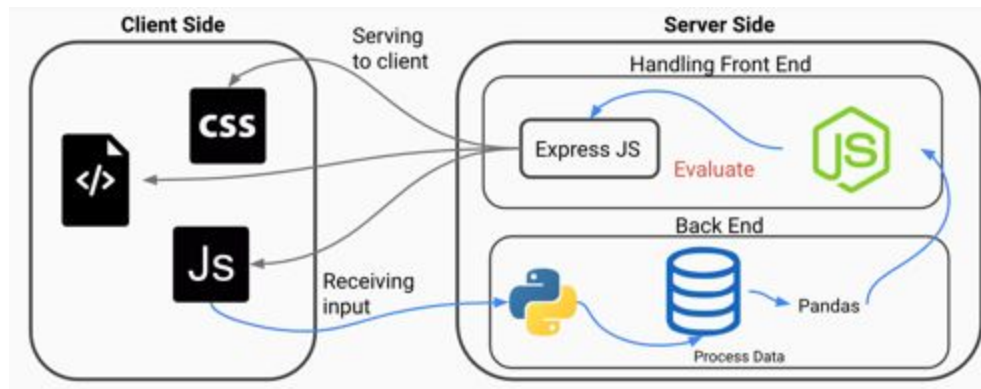 Client Side
Serving
to client
css
</>
Js
Receiving
input
Server Side
Handling Front End
Express JS
Evaluate
JS
Back End
Pandas
Process Data